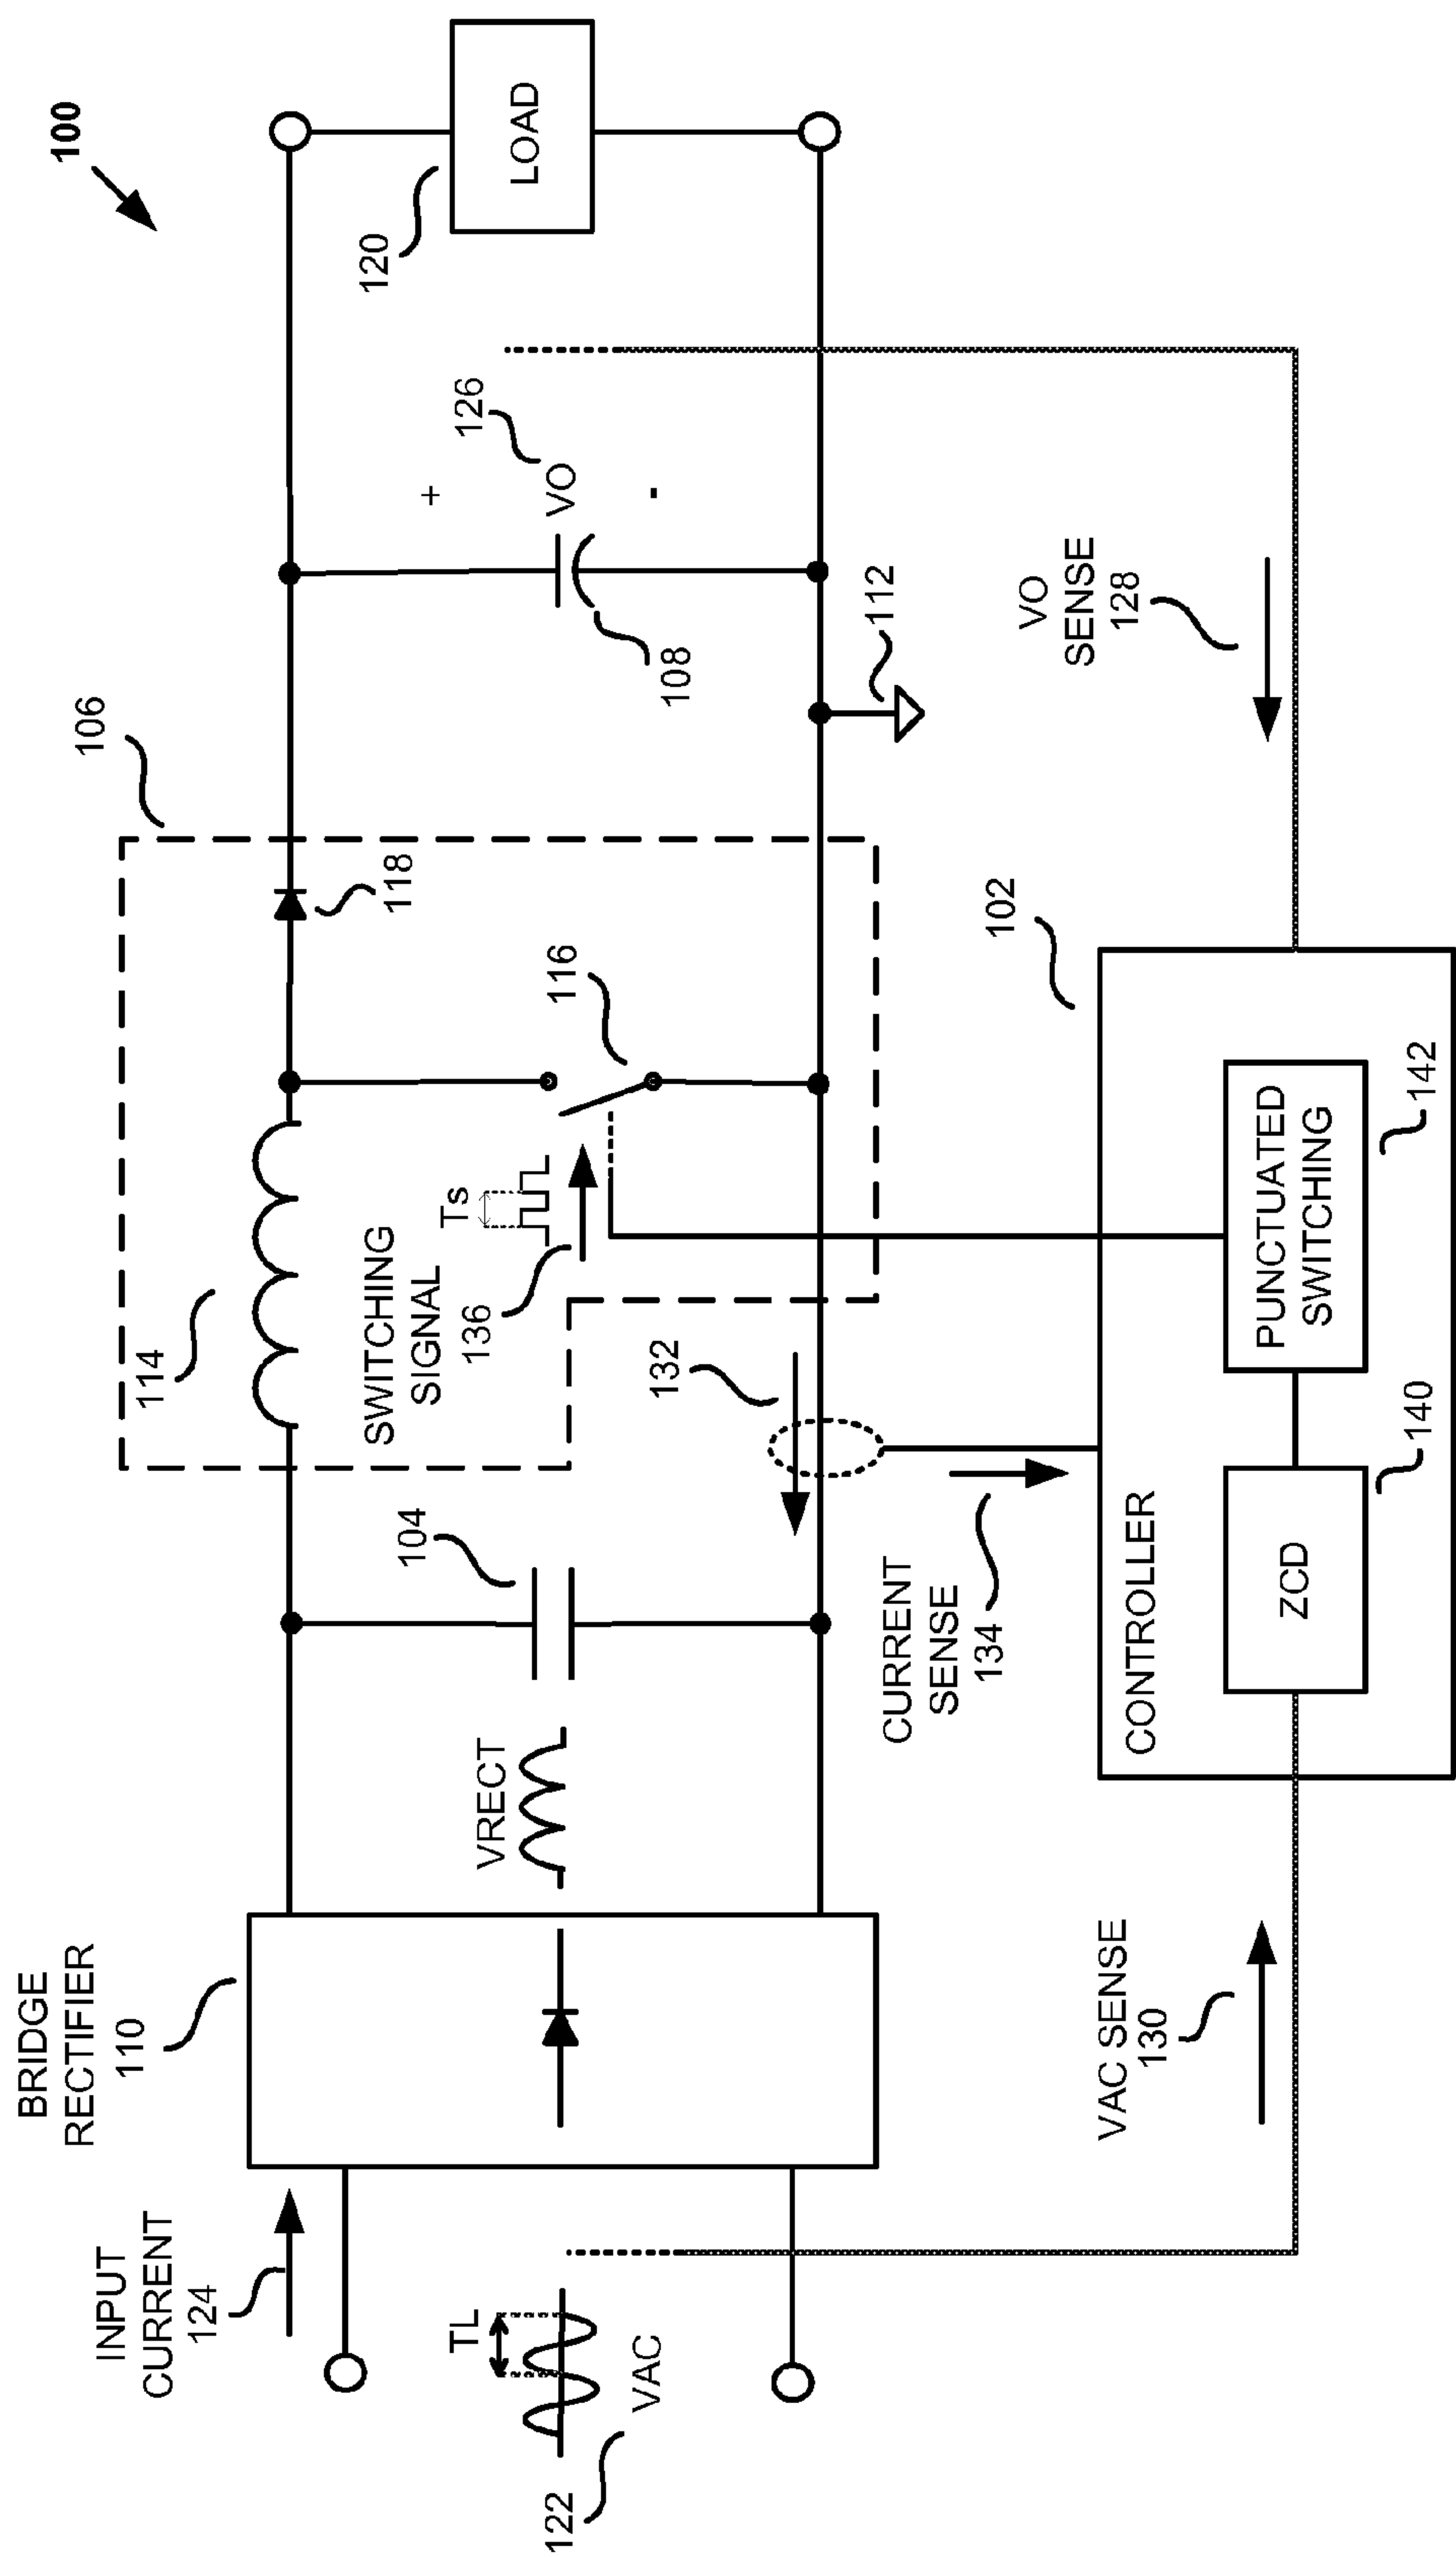 100
INPUT
CURRENT
124
BRIDGE
RECTIFIER
110
114
106
118
120
LOAD
TL
VAC
122
VRECT
104
SWITCHING
SIGNAL
136
Ts
116
108
+
VO
-
126
132
112
CURRENT
SENSE
134
VO
SENSE
128
102
VAC SENSE
130
CONTROLLER
ZCD
140
PUNCTUATED
SWITCHING
142